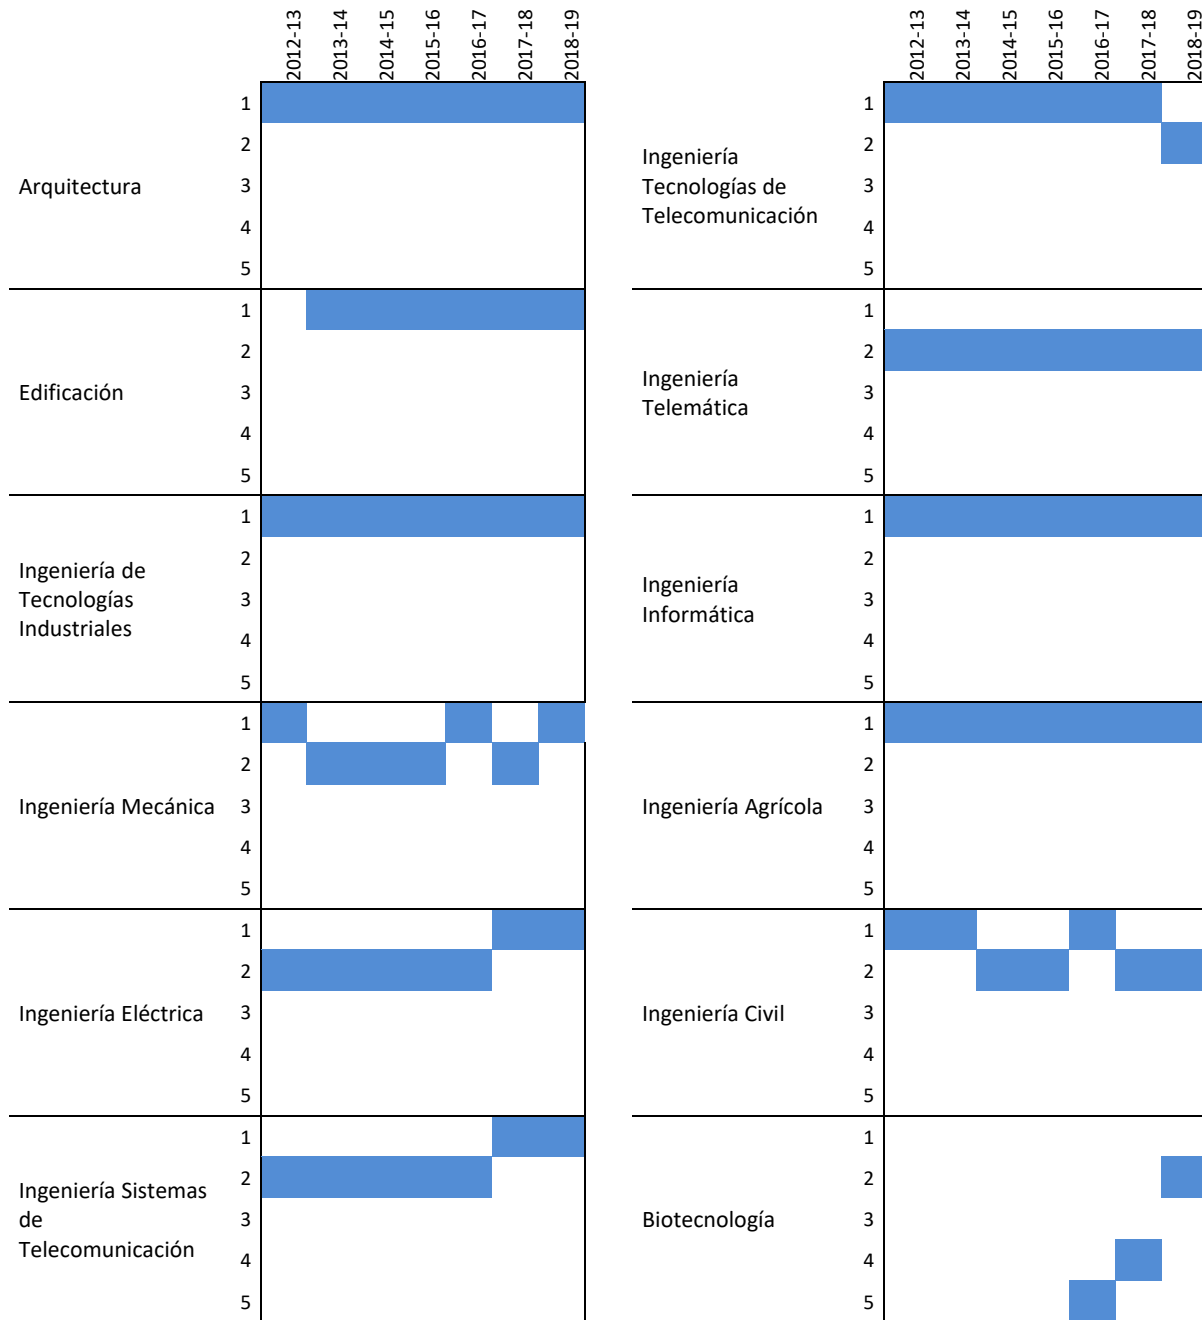 2012-13 2013-14 2014-15 2015-16 2016-17 2017-18 2018-19
Arquitectura
1
2
3
4
5
Edificación
1
2
3
4
5
Ingeniería de
Tecnologías
Industriales
1
2
3
4
5
Ingeniería Mecánica
1
2
3
4
5
Ingeniería Eléctrica
1
2
3
4
5
Ingeniería Sistemas
de
Telecomunicación
1
2
3
4
5
2012-13 2013-14 2014-15 2015-16 2016-17 2017-18 2018-19
Ingeniería
Tecnologías de
Telecomunicación
1
2
3
4
5
Ingeniería
Telemática
1
2
3
4
5
Ingeniería
Informática
1
2
3
4
5
Ingeniería Agrícola
1
2
3
4
5
Ingeniería Civil
1
2
3
4
5
Biotecnología
1
2
3
4
5